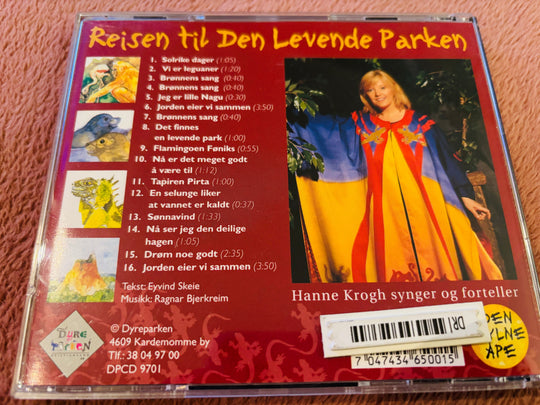 Reisen til Den Levende Parken
1. Solrike dager (1:05)
2. Vi er leguaner (1:20)
3. Brønnens sang (0:40)
4. Brønnens sang (0:40)
5. Jeg er lille Nagu (0:30)
6. Jorden eier vi sammen (3:50)
7. Brønnens sang (0:40)
8. Det finnes
en levende park (1:00)
9. Flamingoen Føniks (0:55)
10. Nå er det meget godt
å være til (1:12)
11. Tapiren Pirta (1:00)
12. En selunge liker
at vannet er kaldt (0:37)
13. Sønnavind (1:33)
14. Nå ser jeg den deilige
hagen (1:05)
15. Drøm noe godt (2:35)
16. Jorden eier vi sammen (3:50)
Tekst: Eyvind Skeie
Musikk: Ragnar Bjerkreim
Hanne Krogh synger og forteller
DYRE
PARKEN
© Dyreparken
4609 Kardemomme by
Tlf.: 38 04 97 00
DPCD 9701
DRI
7 047434 650015
DEN
APE